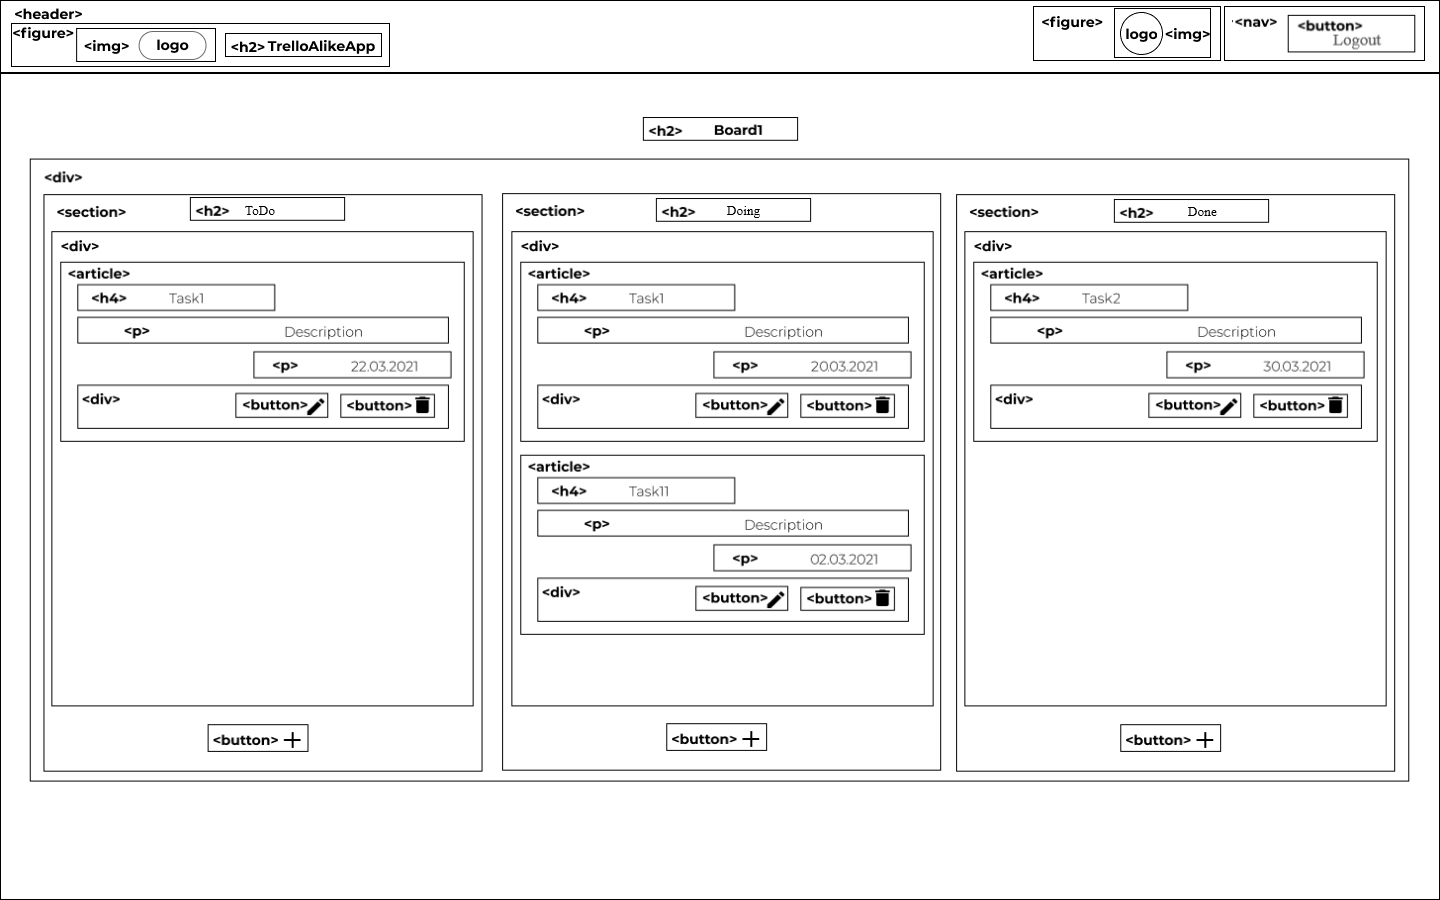 <header>
<figure>
<img> logo
<h2> TrelloAlikeApp
<figure>
logo <img>
<nav>
<button>
Logout
<h2> Board1
<div>
<section>
<h2> ToDo
<div>
<article>
<h4> Task1
<p> Description
<p> 22.03.2021
<div>
<button>
<button>
<button> +
<section>
<h2> Doing
<div>
<article>
<h4> Task1
<p> Description
<p> 20.03.2021
<div>
<button>
<button>
<article>
<h4> Task11
<p> Description
<p> 02.03.2021
<div>
<button>
<button>
<button> +
<section>
<h2> Done
<div>
<article>
<h4> Task2
<p> Description
<p> 30.03.2021
<div>
<button>
<button>
<button> +